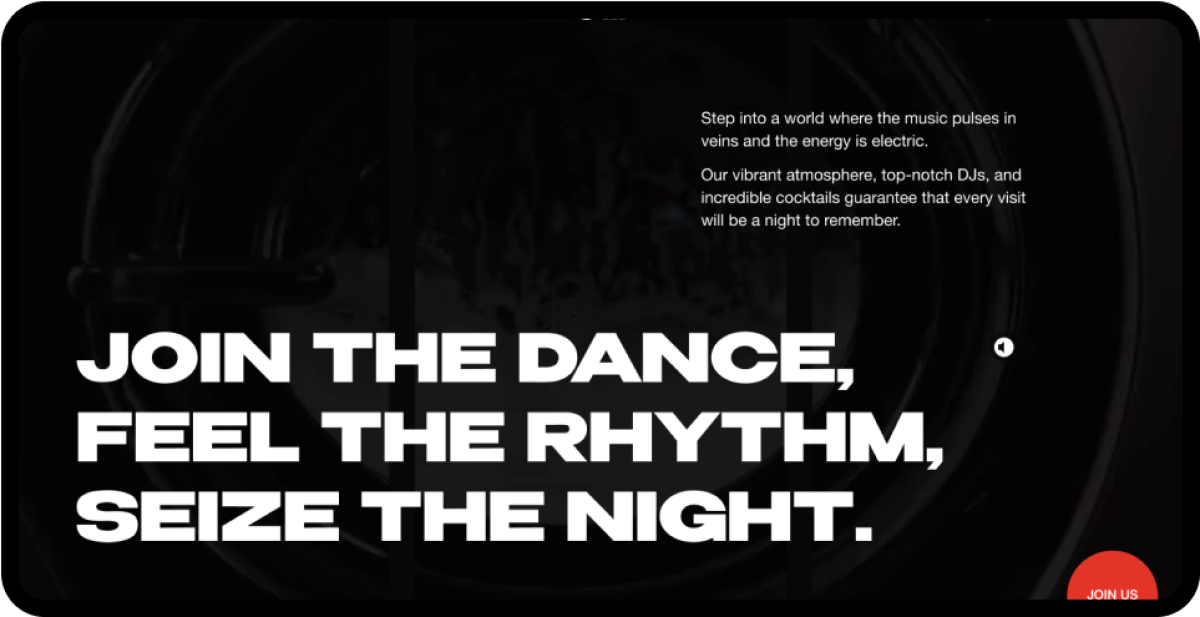 Step into a world where the music pulses in
veins and the energy is electric.
Our vibrant atmosphere, top-notch DJs, and
incredible cocktails guarantee that every visit
will be a night to remember.
JOIN THE DANCE,
FEEL THE RHYTHM,
SEIZE THE NIGHT.
JOIN US